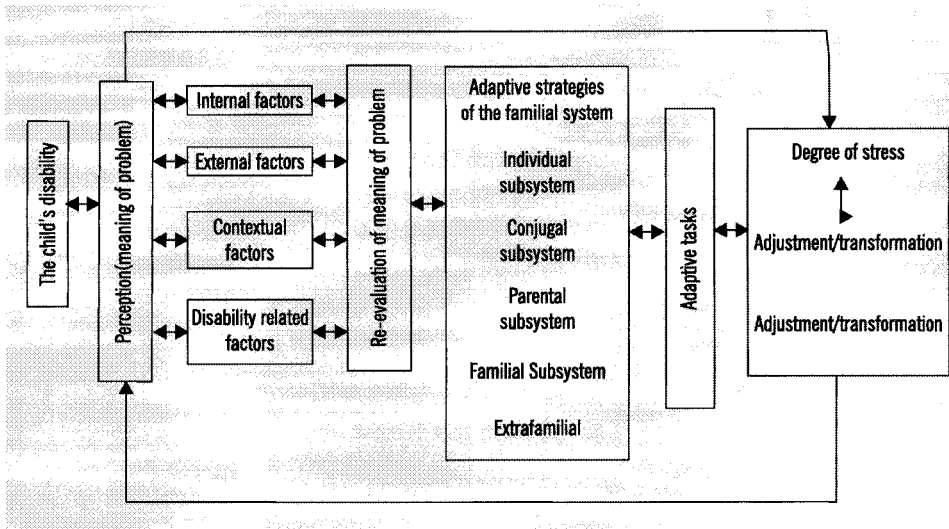 The child's disability
Perception(meaning of problem)
Internal factors
External factors
Contextual
factors
Disability related
factors
Re-evaluation of meaning of problem
Adaptive strategies
of the familial system
Individual
subsystem
Conjugal
subsystem
Parental
subsystem
Familial Subsystem
Extrafamilial
Adaptive tasks
Degree of stress
Adjustment/transformation
Adjustment/transformation